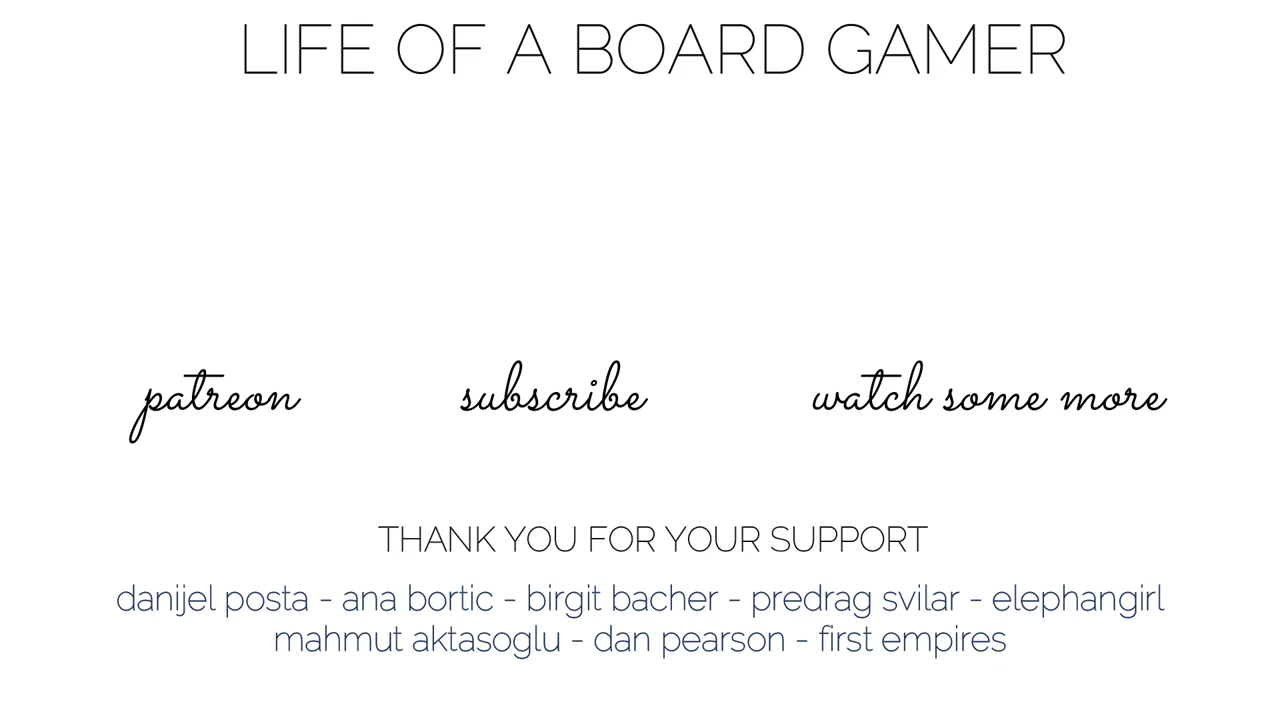 LIFE OF A BOARD GAMER
patreon subscribe watch some more
THANK YOU FOR YOUR SUPPORT
danijel posta - ana bortic - birgit bacher - predrag svilar - elephangirl
mahmut aktasoglu - dan pearson - first empires